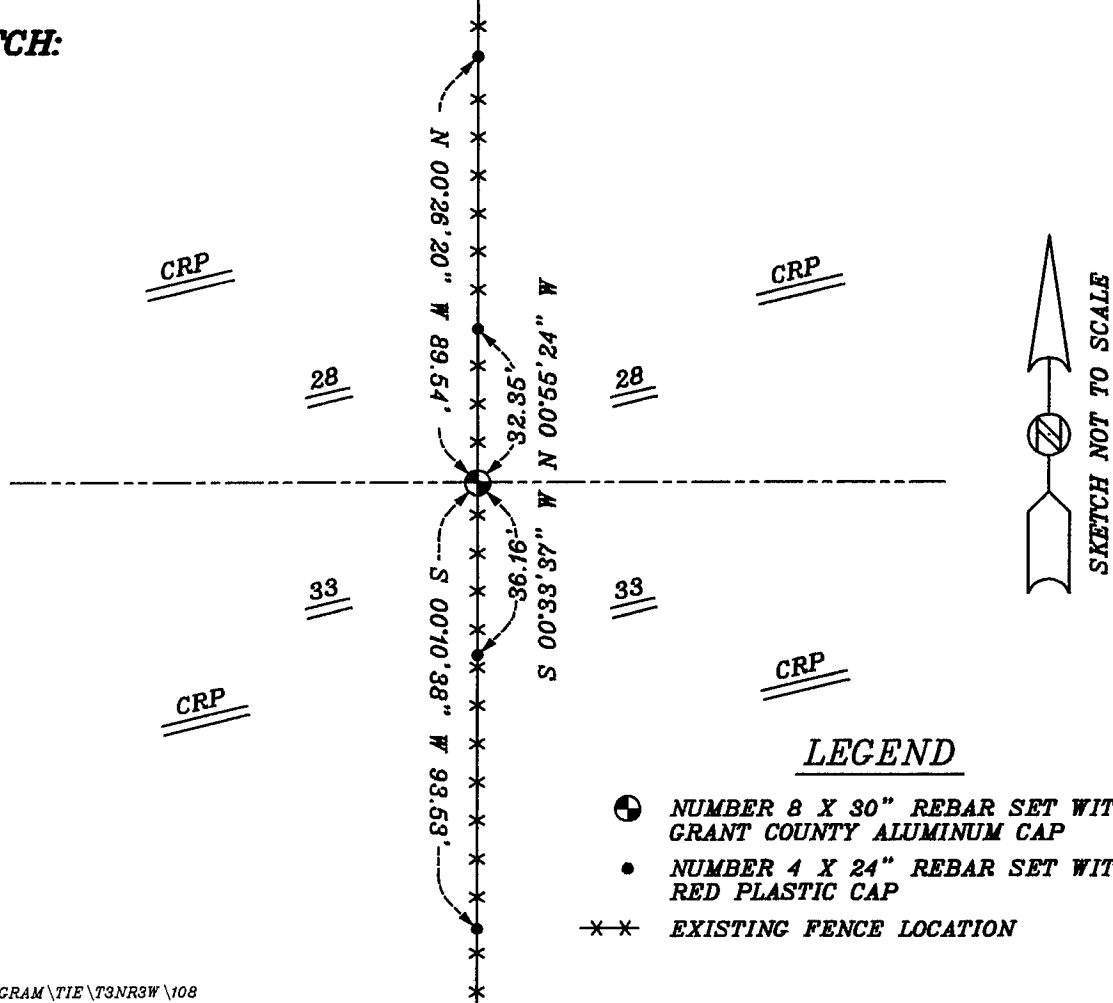 TCH:
N 00°26'20" W 89.54'
CRP
CRP
28
28
32.35'
N 00°55'24" W
36.16'
S 00°33'37" W
33
33
S 00°10'38" W 93.53'
CRP
CRP
N
SKETCH NOT TO SCALE
LEGEND
NUMBER 8 X 30" REBAR SET WIT
GRANT COUNTY ALUMINUM CAP
NUMBER 4 X 24" REBAR SET WIT
RED PLASTIC CAP
EXISTING FENCE LOCATION
GRAM\TIE\T3NR3W\108